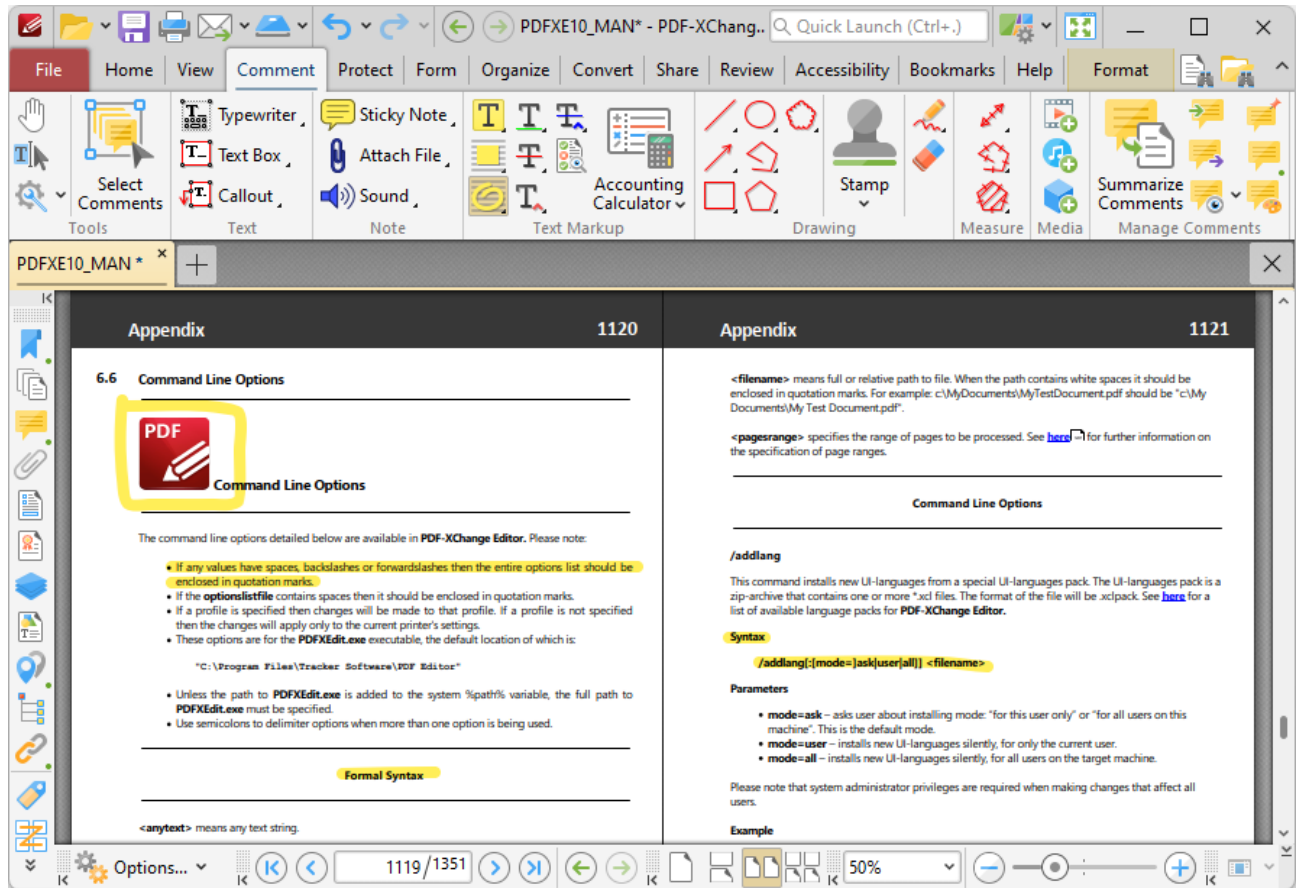 PDFXE10_MAN* - PDF-XChang..
Quick Launch (Ctrl+.)
File Home View Comment Protect Form Organize Convert Share Review Accessibility Bookmarks Help Format
Typewriter
Text Box
Callout
Sticky Note
Attach File
Sound
Select
Comments
Accounting
Calculator
Stamp
Summarize
Comments
Tools Text Note Text Markup Drawing Measure Media Manage Comments
PDFXE10_MAN *
Appendix 1120
6.6 Command Line Options
PDF
Command Line Options
The command line options detailed below are available in PDF-XChange Editor. Please note:
• If any values have spaces, backslashes or forwardslashes then the entire options list should be
enclosed in quotation marks.
• If the optionslistfile contains spaces then it should be enclosed in quotation marks.
• If a profile is specified then changes will be made to that profile. If a profile is not specified
then the changes will apply only to the current printer's settings.
• These options are for the PDFXEdit.exe executable, the default location of which is:
"C:\Program Files\Tracker Software\PDF Editor"
• Unless the path to PDFXEdit.exe is added to the system %path% variable, the full path to
PDFXEdit.exe must be specified.
• Use semicolons to delimiter options when more than one option is being used.
Formal Syntax
<anytext> means any text string.
Appendix 1121
<filename> means full or relative path to file. When the path contains white spaces it should be
enclosed in quotation marks. For example: c:\MyDocuments\MyTestDocument.pdf should be "c:\My
Documents\My Test Document.pdf".
<pagesrange> specifies the range of pages to be processed. See here for further information on
the specification of page ranges.
Command Line Options
/addlang
This command installs new UI-languages from a special UI-languages pack. The UI-languages pack is a
zip-archive that contains one or more *.xcl files. The format of the file will be .xclpack. See here for a
list of available language packs for PDF-XChange Editor.
Syntax
/addlang[:[mode=]ask|user|all)] <filename>
Parameters
• mode=ask – asks user about installing mode: "for this user only" or "for all users on this
machine". This is the default mode.
• mode=user – installs new UI-languages silently, for only the current user.
• mode=all – installs new UI-languages silently, for all users on the target machine.
Please note that system administrator privileges are required when making changes that affect all
users.
Example
Options... 1119/1351 50%